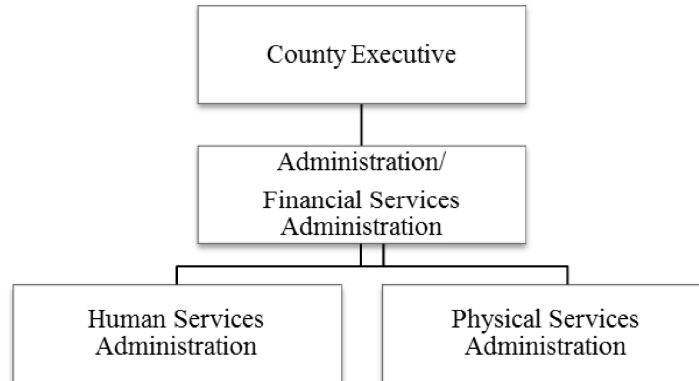 County Executive
Administration/
Financial Services
Administration
Human Services
Administration
Physical Services
Administration